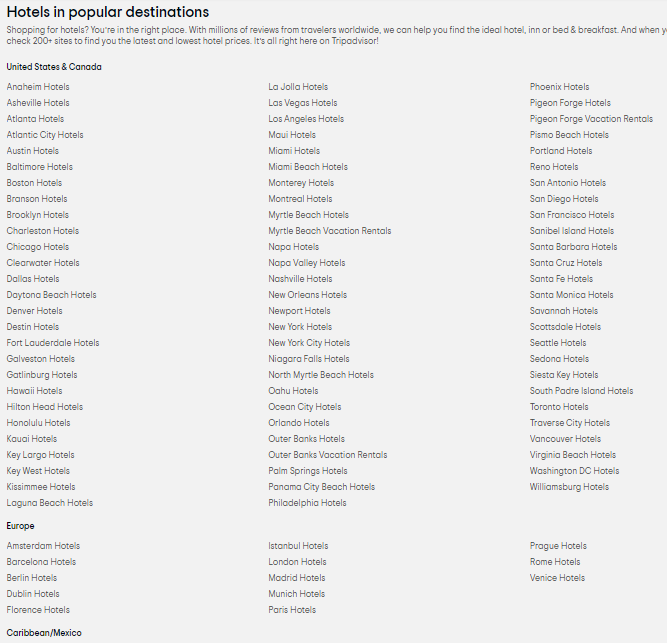 Hotels in popular destinations
Shopping for hotels? You're in the right place. With millions of reviews from travelers worldwide, we can help you find the ideal hotel, inn or bed & breakfast. And when
check 200+ sites to find you the latest and lowest hotel prices. It's all right here on Tripadvisor!
United States & Canada
Anaheim Hotels
Asheville Hotels
Atlanta Hotels
Atlantic City Hotels
Austin Hotels
Baltimore Hotels
Boston Hotels
Branson Hotels
Brooklyn Hotels
Charleston Hotels
Chicago Hotels
Clearwater Hotels
Dallas Hotels
Daytona Beach Hotels
Denver Hotels
Destin Hotels
Fort Lauderdale Hotels
Galveston Hotels
Gatlinburg Hotels
Hawaii Hotels
Hilton Head Hotels
Honolulu Hotels
Kauai Hotels
Key Largo Hotels
Key West Hotels
Kissimmee Hotels
Laguna Beach Hotels
La Jolla Hotels
Las Vegas Hotels
Los Angeles Hotels
Maui Hotels
Miami Hotels
Miami Beach Hotels
Monterey Hotels
Montreal Hotels
Myrtle Beach Hotels
Myrtle Beach Vacation Rentals
Napa Hotels
Napa Valley Hotels
Nashville Hotels
New Orleans Hotels
Newport Hotels
New York Hotels
New York City Hotels
Niagara Falls Hotels
North Myrtle Beach Hotels
Oahu Hotels
Ocean City Hotels
Orlando Hotels
Outer Banks Hotels
Outer Banks Vacation Rentals
Palm Springs Hotels
Panama City Beach Hotels
Philadelphia Hotels
Phoenix Hotels
Pigeon Forge Hotels
Pigeon Forge Vacation Rentals
Pismo Beach Hotels
Portland Hotels
Reno Hotels
San Antonio Hotels
San Diego Hotels
San Francisco Hotels
Sanibel Island Hotels
Santa Barbara Hotels
Santa Cruz Hotels
Santa Fe Hotels
Santa Monica Hotels
Savannah Hotels
Scottsdale Hotels
Seattle Hotels
Sedona Hotels
Siesta Key Hotels
South Padre Island Hotels
Toronto Hotels
Traverse City Hotels
Vancouver Hotels
Virginia Beach Hotels
Washington DC Hotels
Williamsburg Hotels
Europe
Amsterdam Hotels
Barcelona Hotels
Berlin Hotels
Dublin Hotels
Florence Hotels
Istanbul Hotels
London Hotels
Madrid Hotels
Munich Hotels
Paris Hotels
Prague Hotels
Rome Hotels
Venice Hotels
Caribbean/Mexico